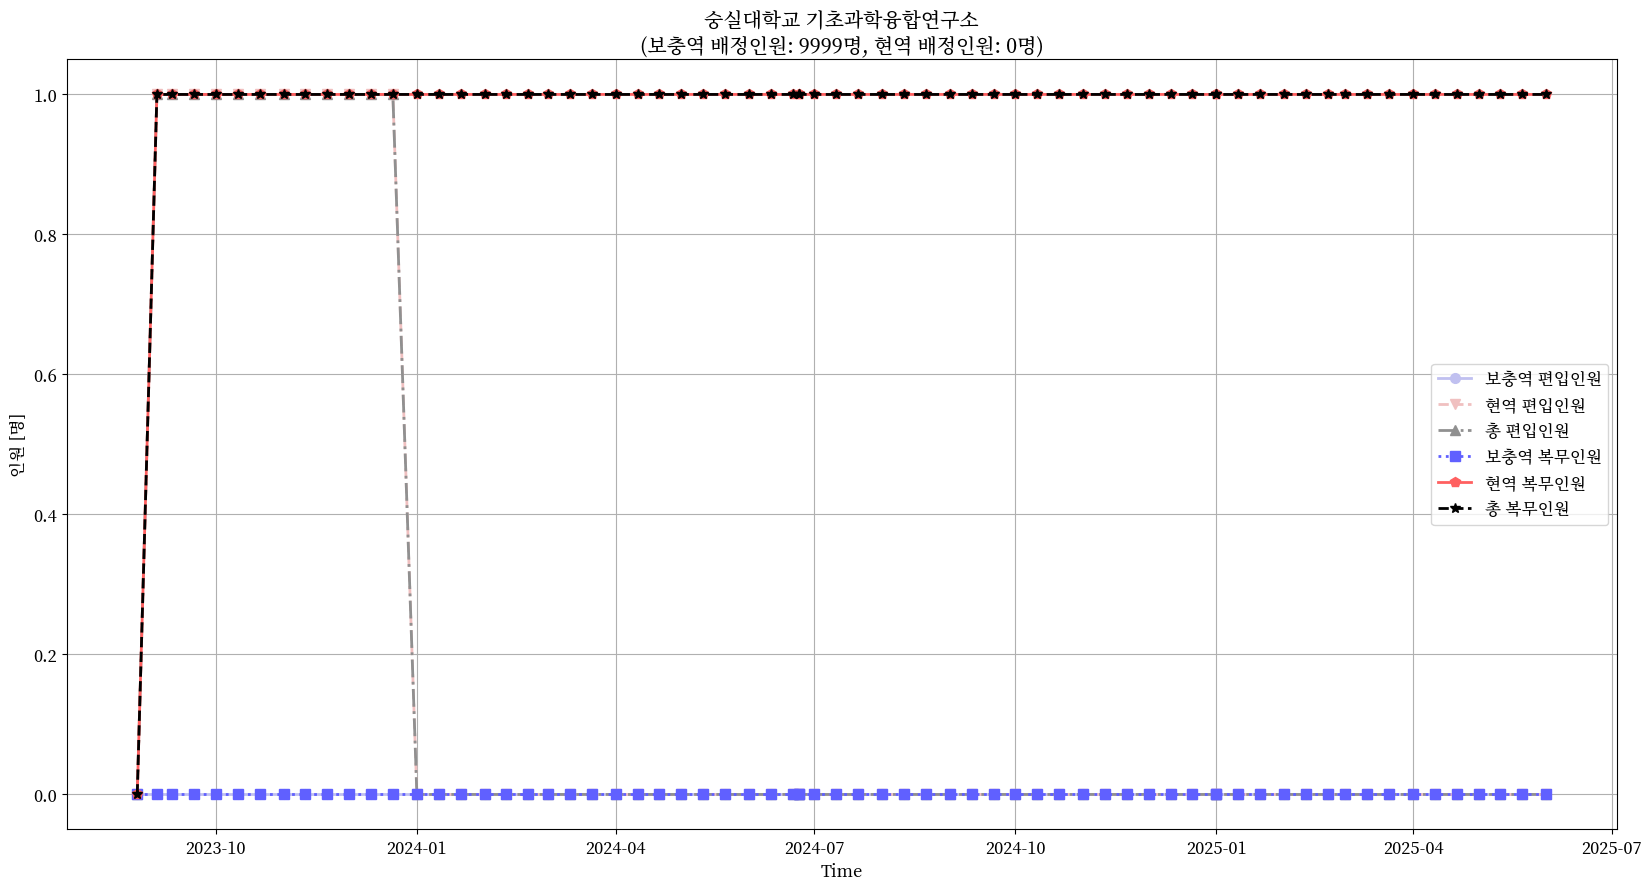 숭실대학교 기초과학융합연구소
(보충역 배정인원: 9999명, 현역 배정인원: 0명)
인원 [명]
1.0
0.8
0.6
0.4
0.2
0.0
보충역 편입인원
현역 편입인원
총 편입인원
보충역 복무인원
현역 복무인원
총 복무인원
2023-10
2024-01
2024-04
2024-07
2024-10
2025-01
2025-04
2025-07
Time